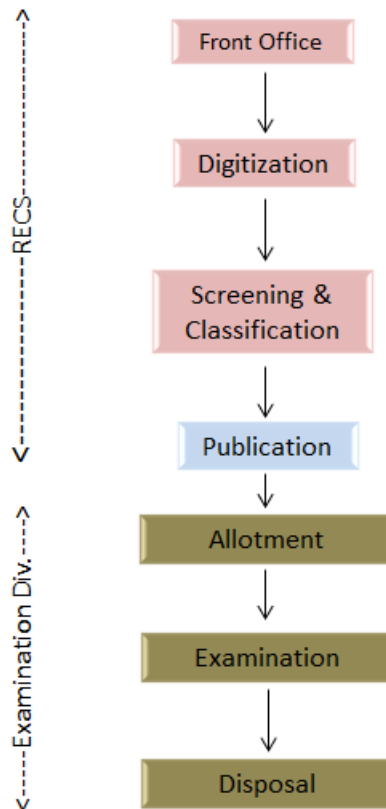 Front Office
Digitization
Screening &
Classification
Publication
Allotment
Examination
Disposal
<-------------------RECS------------------->
<-----Examination Div.---->